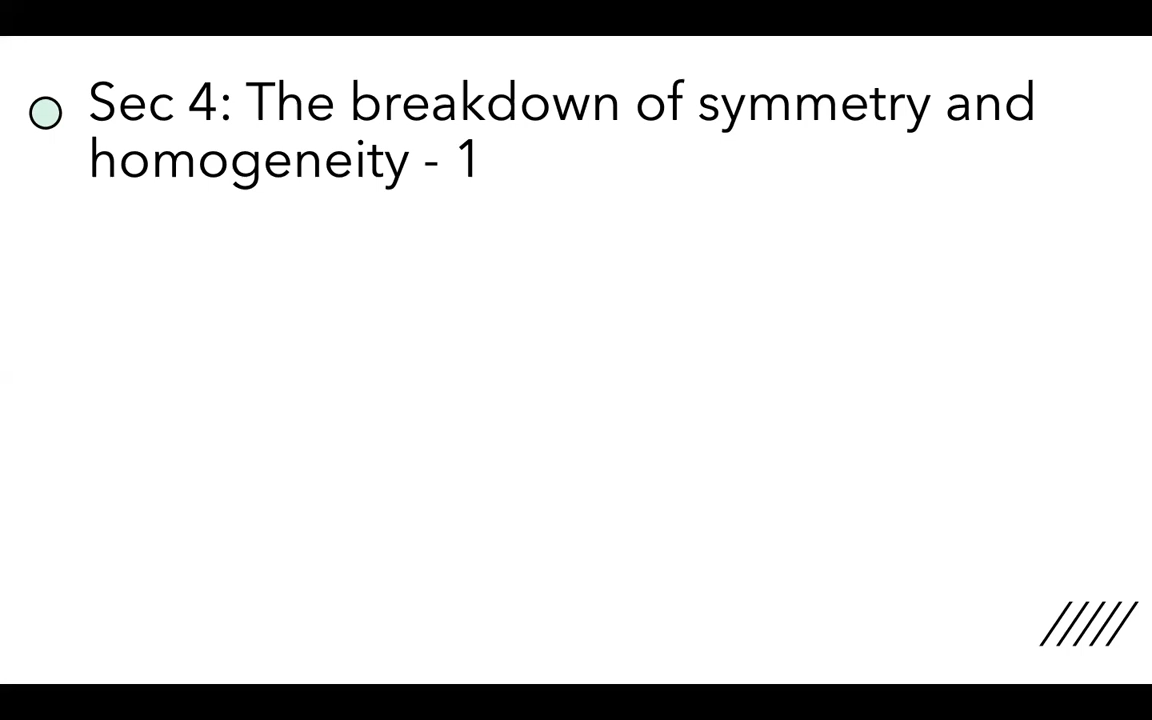 Sec 4: The breakdown of symmetry and
homogeneity - 1